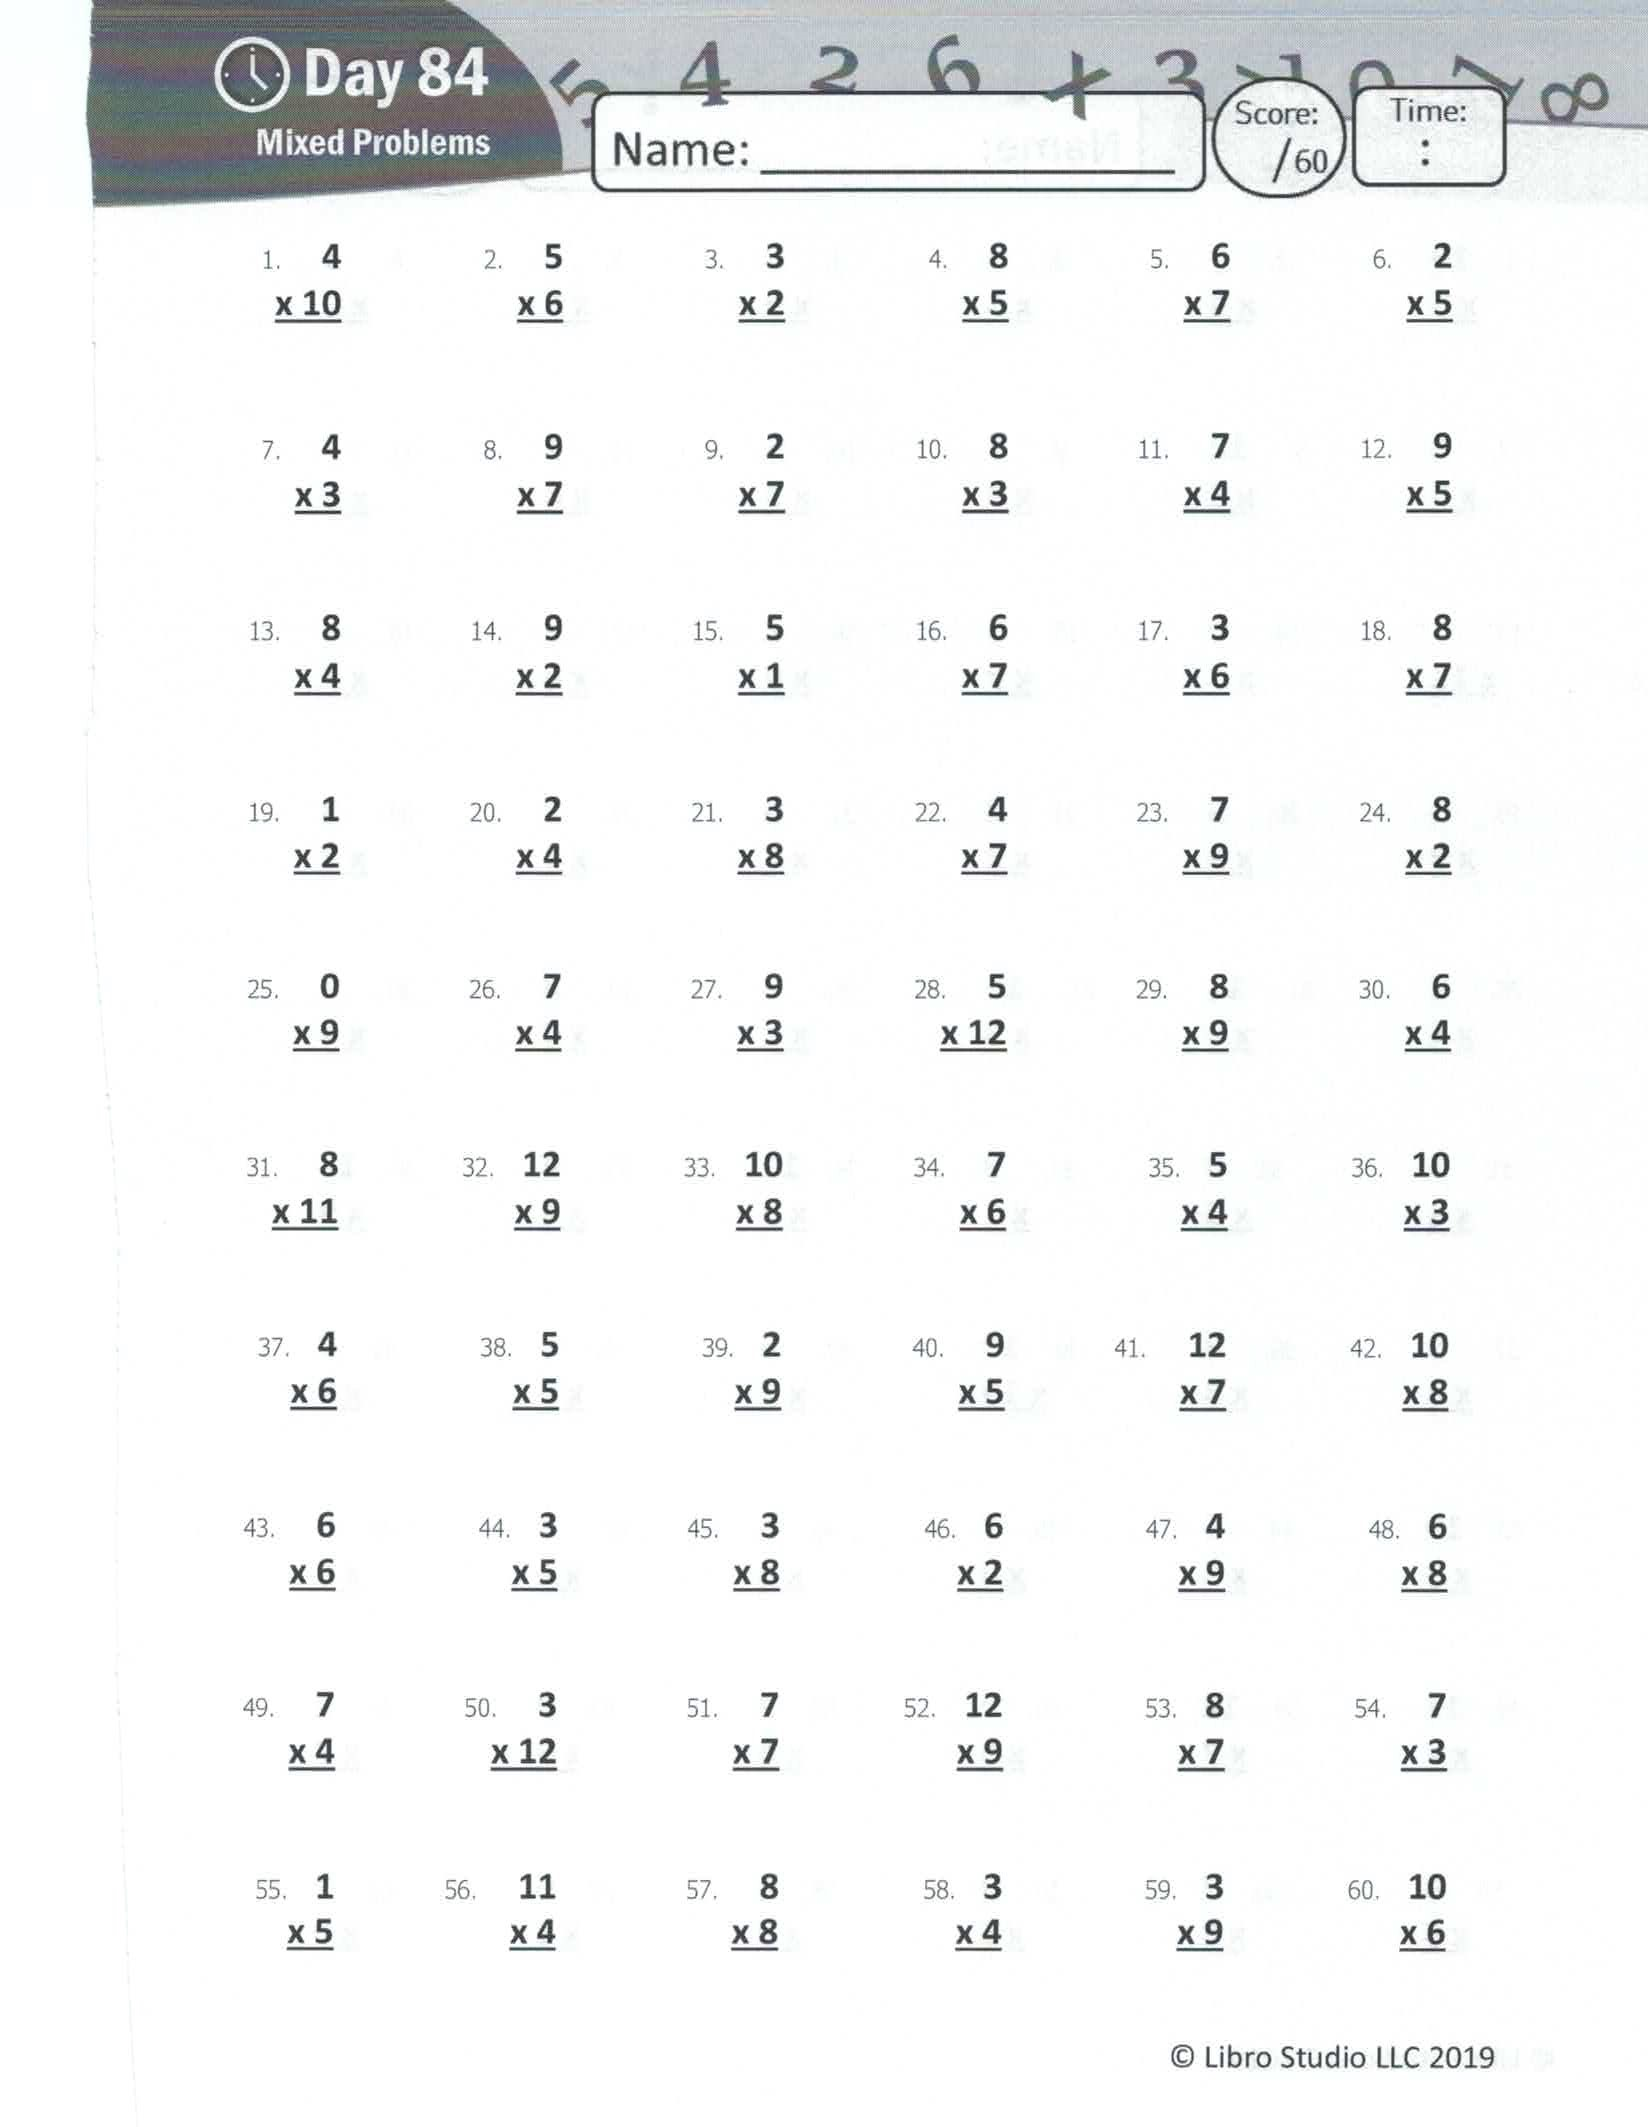 Day 84
5 4 2 6 x 3 7 0 1 8
Mixed Problems
Name:
Score:
/60
Time:
:
1. 4 2. 5 3. 3 4. 8 5. 6 6. 2
x 10 x 6 x 2 x 5 x 7 x 5
7. 4 8. 9 9. 2 10. 8 11. 7 12. 9
x 3 x 7 x 7 x 3 x 4 x 5
13. 8 14. 9 15. 5 16. 6 17. 3 18. 8
x 4 x 2 x 1 x 7 x 6 x 7
19. 1 20. 2 21. 3 22. 4 23. 7 24. 8
x 2 x 4 x 8 x 7 x 9 x 2
25. 0 26. 7 27. 9 28. 5 29. 8 30. 6
x 9 x 4 x 3 x 12 x 9 x 4
31. 8 32. 12 33. 10 34. 7 35. 5 36. 10
x 11 x 9 x 8 x 6 x 4 x 3
37. 4 38. 5 39. 2 40. 9 41. 12 42. 10
x 6 x 5 x 9 x 5 x 7 x 8
43. 6 44. 3 45. 3 46. 6 47. 4 48. 6
x 6 x 5 x 8 x 2 x 9 x 8
49. 7 50. 3 51. 7 52. 12 53. 8 54. 7
x 4 x 12 x 7 x 9 x 7 x 3
55. 1 56. 11 57. 8 58. 3 59. 3 60. 10
x 5 x 4 x 8 x 4 x 9 x 6
© Libro Studio LLC 2019